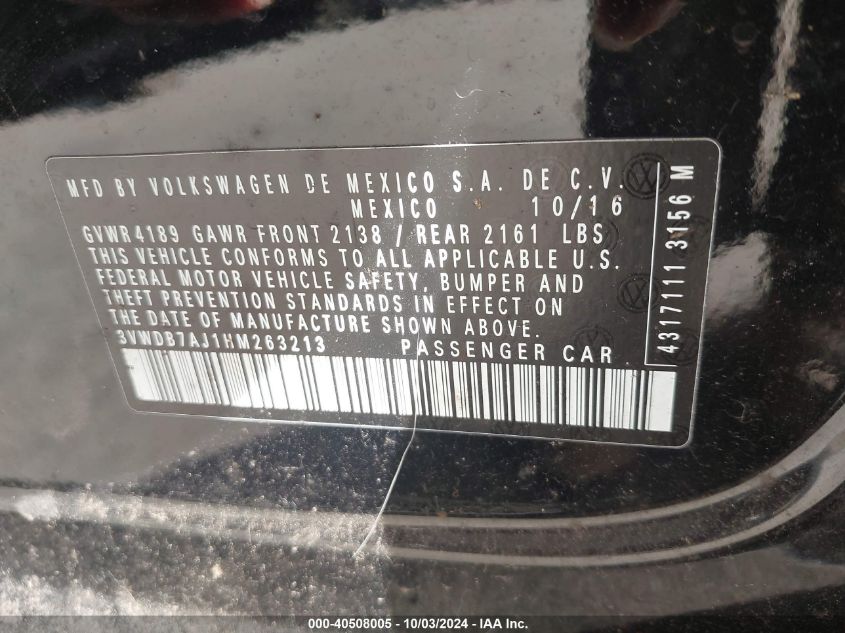 MFD BY VOLKSWAGEN DE MEXICO S.A. DE C.V.
MEXICO 10/16
GVWR 4189 GAWR FRONT 2138 / REAR 2161 LBS
THIS VEHICLE CONFORMS TO ALL APPLICABLE U.S.
FEDERAL MOTOR VEHICLE SAFETY, BUMPER AND
THEFT PREVENTION STANDARDS IN EFFECT ON
THE DATE OF MANUFACTURE SHOWN ABOVE.
3VWDB7AJ1HM263213 PASSENGER CAR
4317111 3156 M
000-40508005 - 10/03/2024 - IAA Inc.